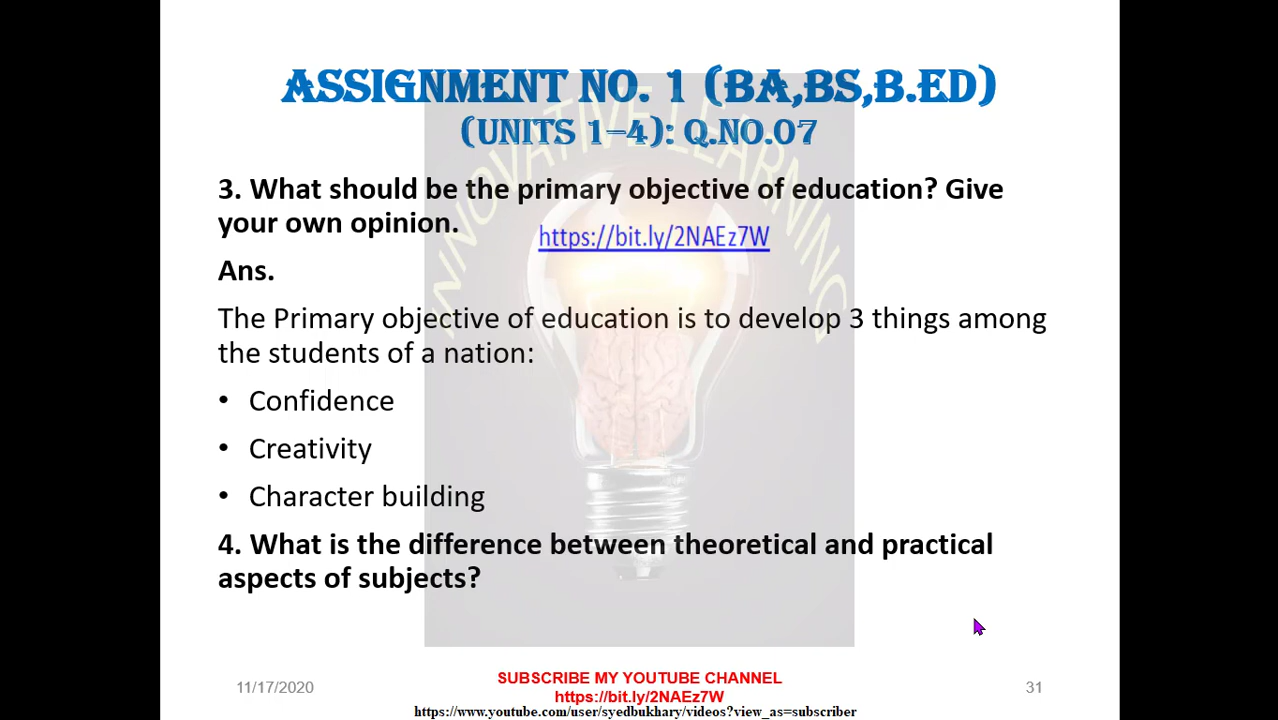 ASSIGNMENT NO. 1 (BA,BS,B.ED)
(UNITS 1–4): Q.NO.07
INNOVATIVE LEARNING
3. What should be the primary objective of education? Give
your own opinion.
https://bit.ly/2NAEz7W
Ans.
The Primary objective of education is to develop 3 things among
the students of a nation:
• Confidence
• Creativity
• Character building
4. What is the difference between theoretical and practical
aspects of subjects?
11/17/2020
SUBSCRIBE MY YOUTUBE CHANNEL
https://bit.ly/2NAEz7W
31
https://www.youtube.com/user/syedbukhary/videos?view_as=subscriber